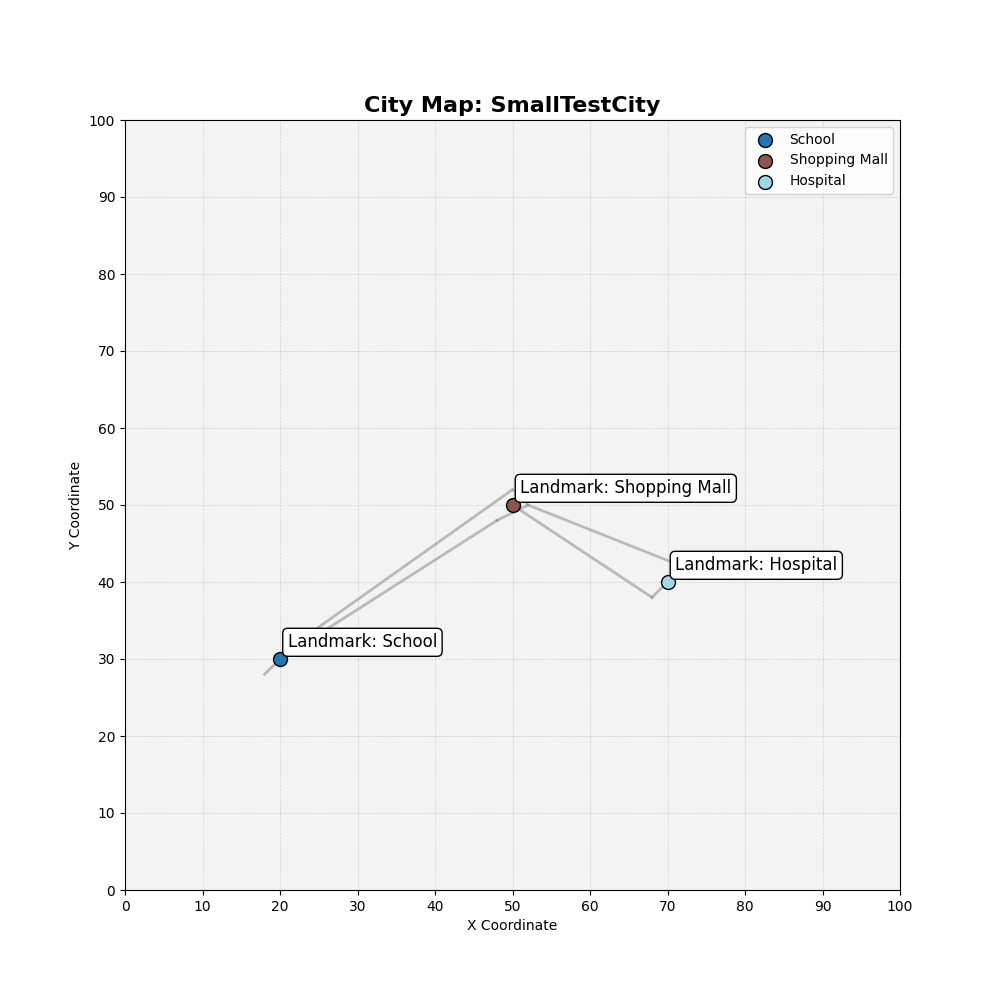 City Map: SmallTestCity
100
90
80
70
60
50
40
30
20
10
0
Y Coordinate
School
Shopping Mall
Hospital
Landmark: Shopping Mall
Landmark: Hospital
Landmark: School
0 10 20 30 40 50 60 70 80 90 100
X Coordinate